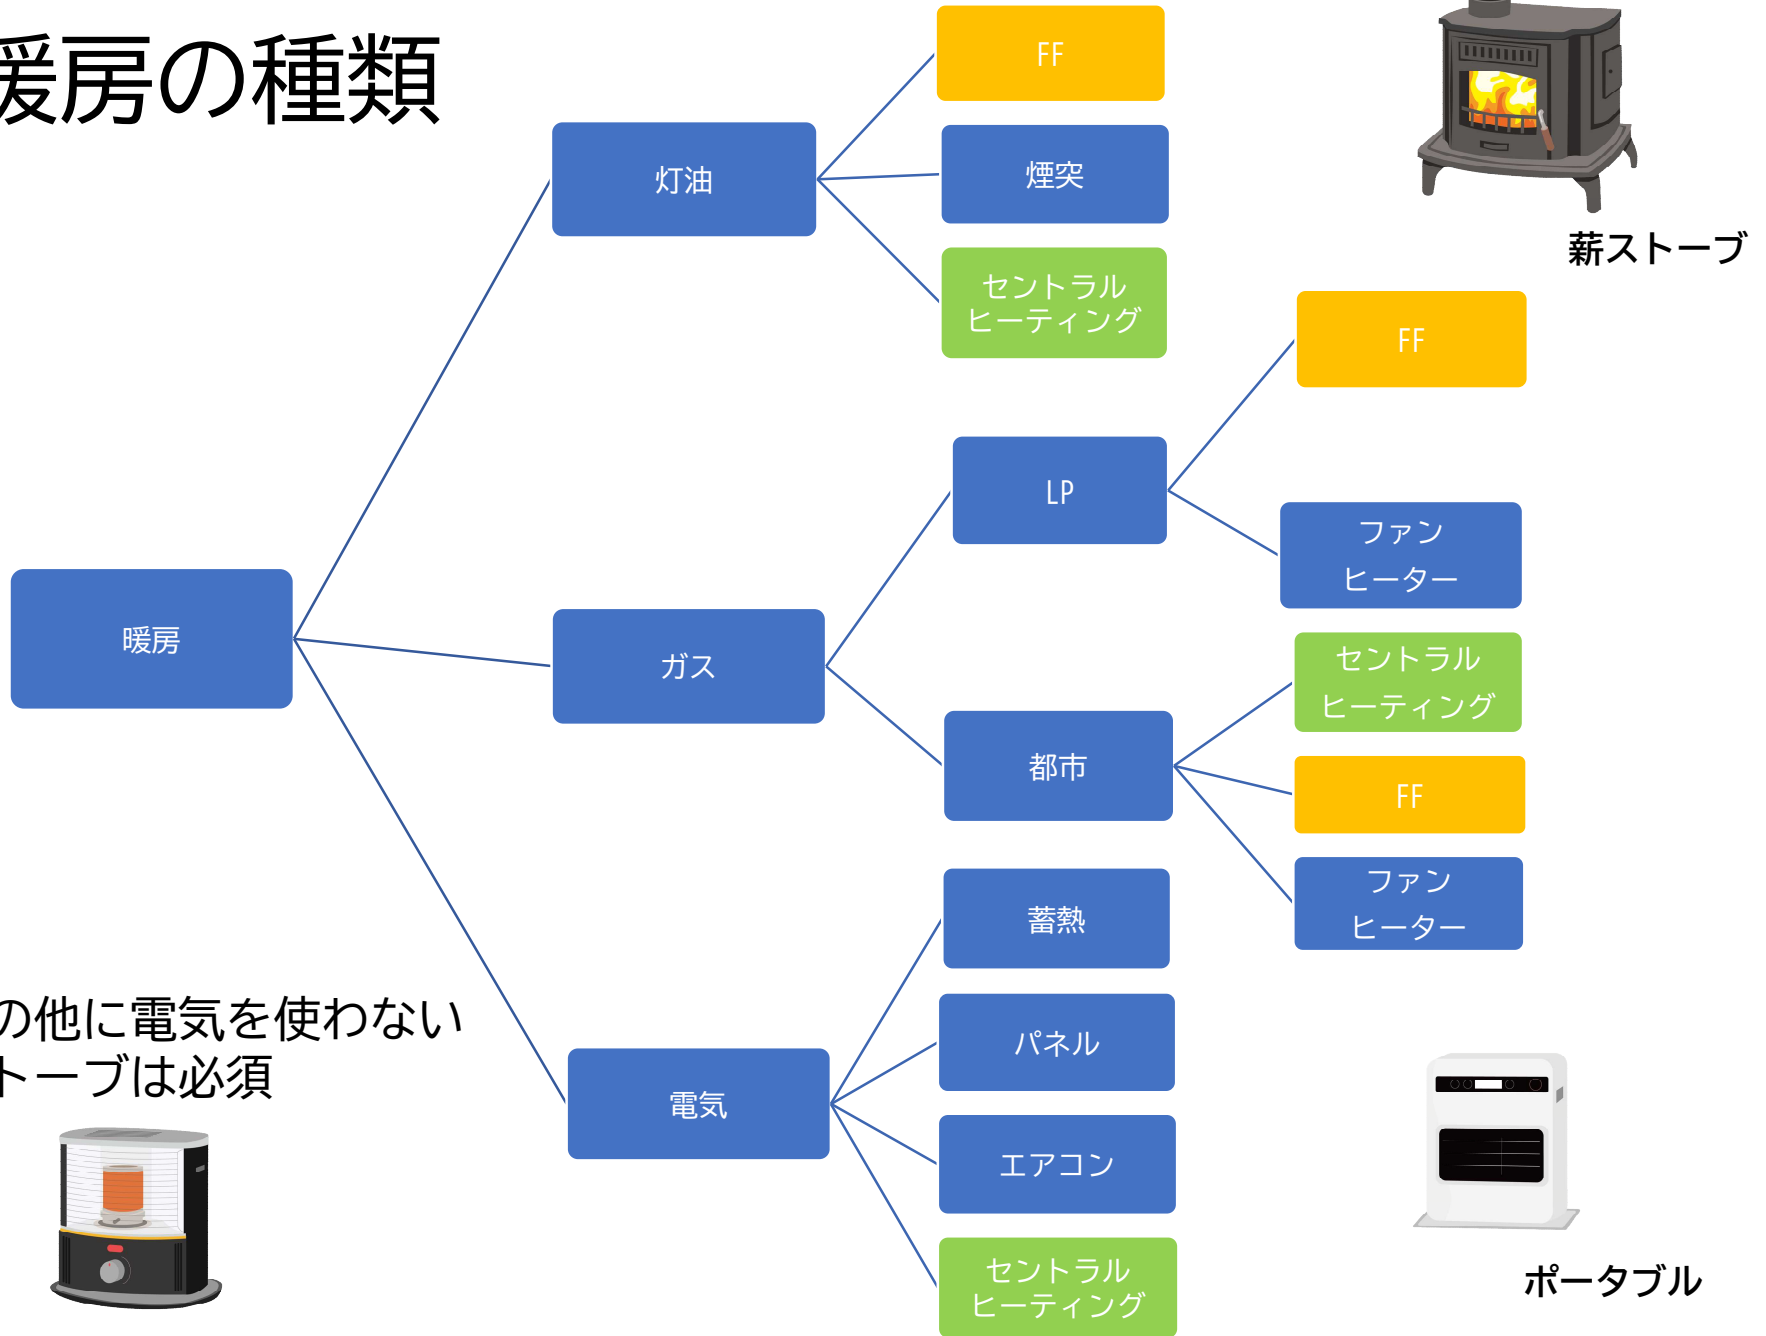 暖房の種類
FF
灯油
煙突
セントラル
ヒーティング
薪ストーブ
FF
LP
ファン
ヒーター
暖房
ガス
セントラル
ヒーティング
都市
FF
ファン
ヒーター
蓄熱
の他に電気を使わない
トーブは必須
パネル
電気
エアコン
セントラル
ヒーティング
ポータブル